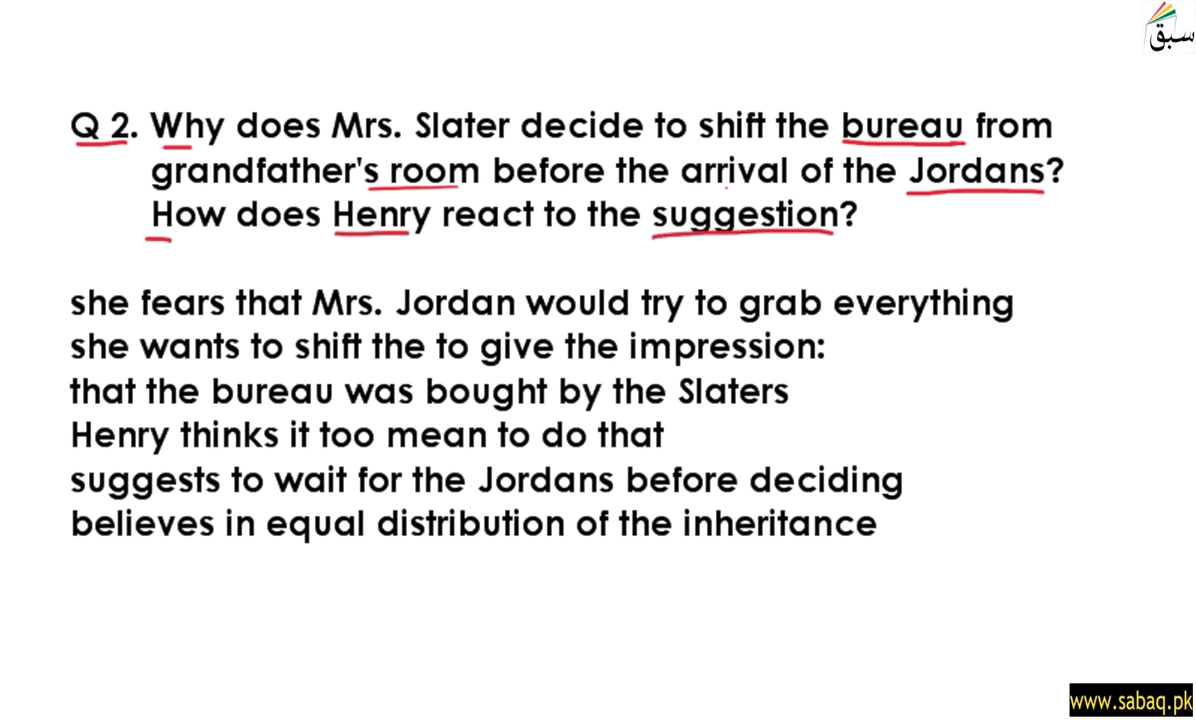 سبق
Q 2. Why does Mrs. Slater decide to shift the bureau from
grandfather's room before the arrival of the Jordans?
How does Henry react to the suggestion?
she fears that Mrs. Jordan would try to grab everything
she wants to shift the to give the impression:
that the bureau was bought by the Slaters
Henry thinks it too mean to do that
suggests to wait for the Jordans before deciding
believes in equal distribution of the inheritance
www.sabaq.pk